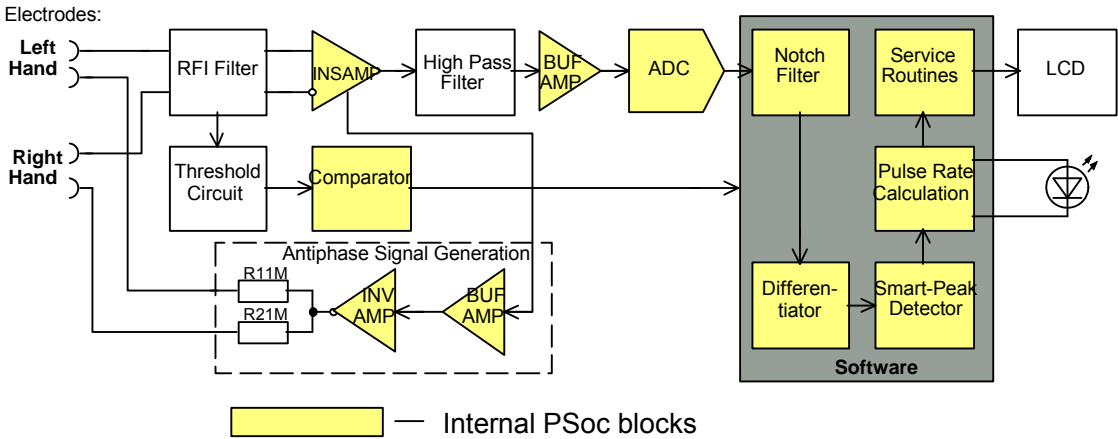 Electrodes:
Left
Hand
Right
Hand
RFI Filter
INSAMP
High Pass
Filter
BUF
AMP
ADC
Notch
Filter
Service
Routines
LCD
Threshold
Circuit
Comparator
Pulse Rate
Calculation
Antiphase Signal Generation
R11M
R21M
INV
AMP
BUF
AMP
Differen-
tiator
Smart-Peak
Detector
Software
— Internal PSoc blocks